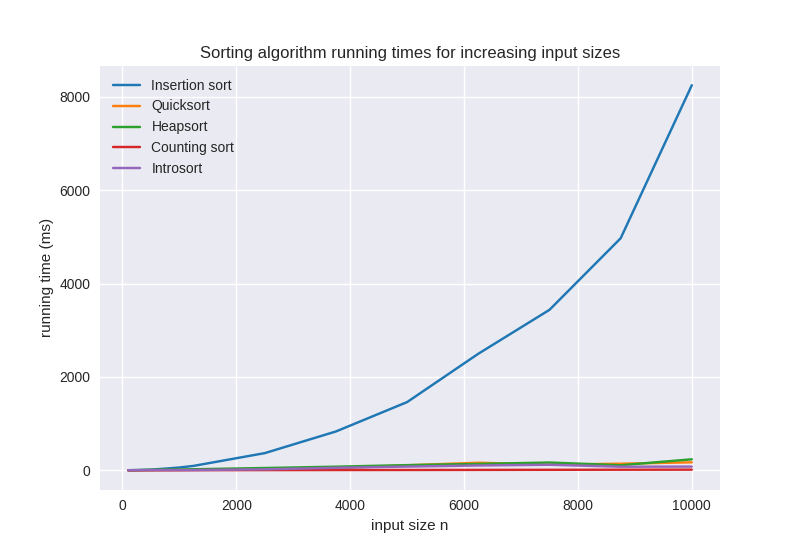 Sorting algorithm running times for increasing input sizes
Insertion sort
Quicksort
Heapsort
Counting sort
Introsort
running time (ms)
8000
6000
4000
2000
0
0 2000 4000 6000 8000 10000
input size n